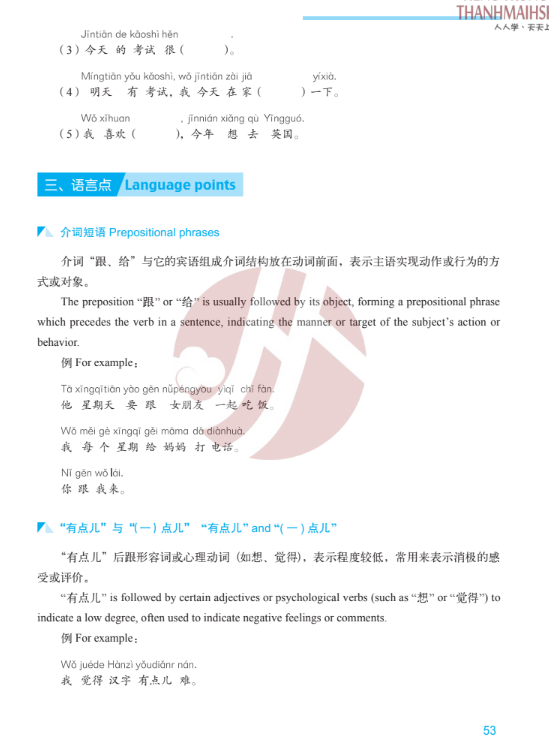 THANHMAIHSK
人人学·天天上
Jīntiān de kǎoshì hěn .
（3）今天 的 考试 很（ ）。
Míngtiān yǒu kǎoshì, wǒ jīntiān zài jiā yíxià.
（4） 明天 有 考试，我 今天 在 家（ ）一下。
Wǒ xǐhuan , jīnnián xiǎng qù Yīngguó.
（5）我 喜欢（ ），今年 想 去 英国。
三、语言点 Language points
介词短语 Prepositional phrases
介词“跟、给”与它的宾语组成介词结构放在动词前面，表示主语实现动作或行为的方
式或对象。
The preposition “跟” or “给” is usually followed by its object, forming a prepositional phrase
which precedes the verb in a sentence, indicating the manner or target of the subject’s action or
behavior.
例 For example：
Tā xīngqītiān yào gēn nǚpéngyou yìqǐ chī fàn.
他 星期天 要 跟 女朋友 一起 吃 饭。
Wǒ měi gè xīngqī gěi māma dǎ diànhuà.
我 每 个 星期 给 妈妈 打 电话。
Nǐ gēn wǒ lái.
你 跟 我来。
“有点儿”与“（一）点儿” “有点儿” and “(一) 点儿”
“有点儿”后跟形容词或心理动词（如想、觉得），表示程度较低，常用来表示消极的感
受或评价。
“有点儿” is followed by certain adjectives or psychological verbs (such as “想” or “觉得”) to
indicate a low degree, often used to indicate negative feelings or comments.
例 For example：
Wǒ juéde Hànzì yǒudiǎnr nán.
我 觉得 汉字 有点儿 难。
53